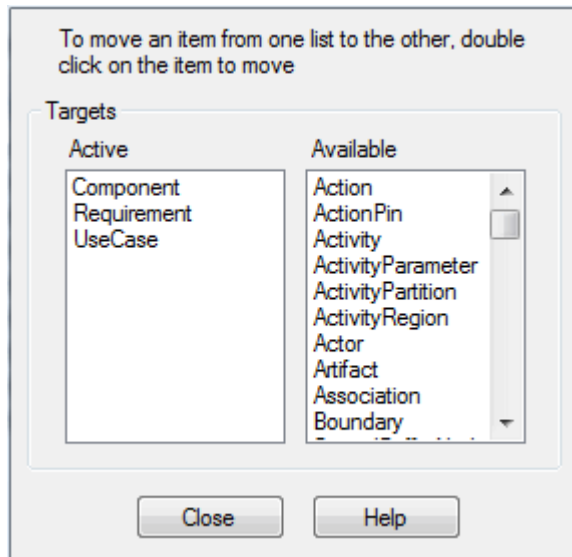 To move an item from one list to the other, double
click on the item to move
Targets
Active
Available
Component
Requirement
UseCase
Action
ActionPin
Activity
ActivityParameter
ActivityPartition
ActivityRegion
Actor
Artifact
Association
Boundary
Close
Help